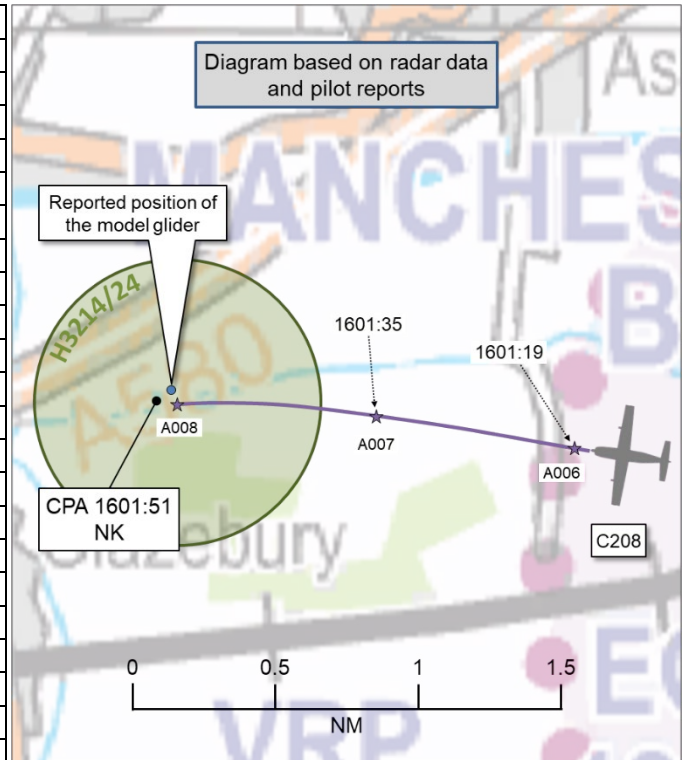 Diagram based on radar data
and pilot reports
As
MANCHES
Reported position of
the model glider
H3214/24
1601:35
1601:19
B
A580
A008
A007
A006
CPA 1601:51
NK
Glazebury
C208
0 0.5 1 1.5
NM
E
VRP